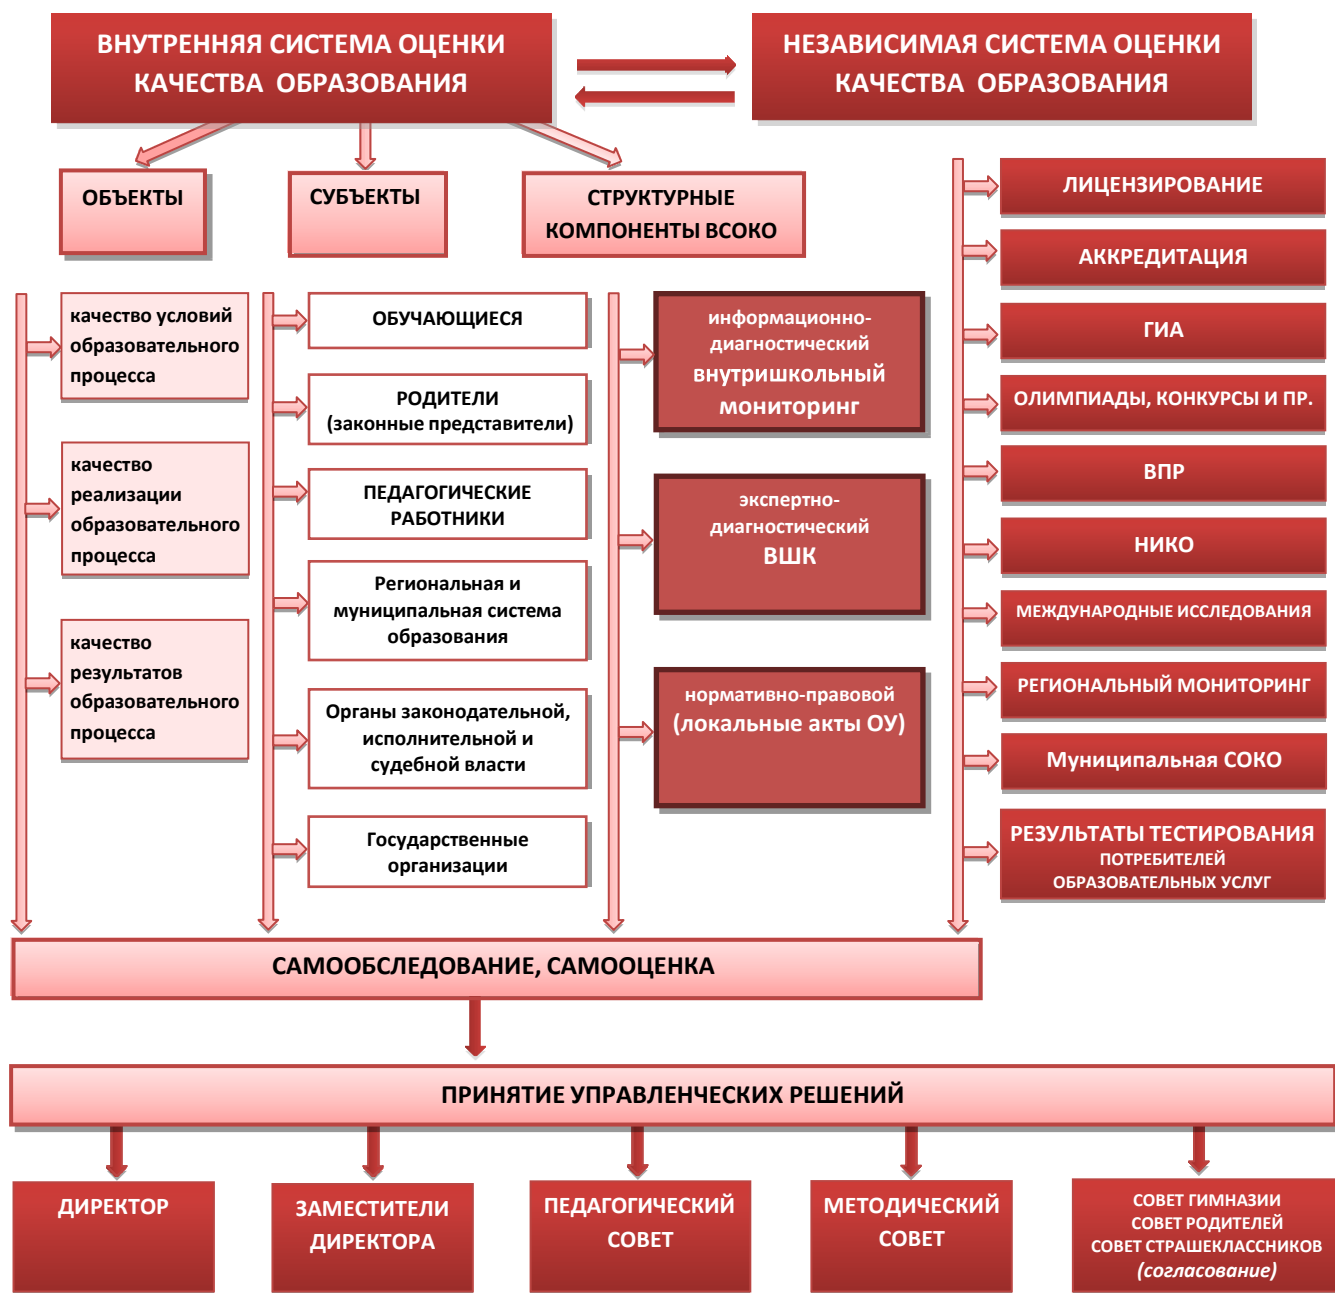 ВНУТРЕННЯЯ СИСТЕМА ОЦЕНКИ
КАЧЕСТВА ОБРАЗОВАНИЯ
НЕЗАВИСИМАЯ СИСТЕМА ОЦЕНКИ
КАЧЕСТВА ОБРАЗОВАНИЯ
ОБЪЕКТЫ
СУБЪЕКТЫ
СТРУКТУРНЫЕ
КОМПОНЕНТЫ ВСОКО
качество условий
образовательного
процесса
качество
реализации
образовательного
процесса
качество
результатов
образовательного
процесса
ОБУЧАЮЩИЕСЯ
РОДИТЕЛИ
(законные представители)
ПЕДАГОГИЧЕСКИЕ
РАБОТНИКИ
Региональная и
муниципальная система
образования
Органы законодательной,
исполнительной и
судебной власти
Государственные
организации
информационно-
диагностический
внутришкольный
мониторинг
экспертно-
диагностический
ВШК
нормативно-правовой
(локальные акты ОУ)
ЛИЦЕНЗИРОВАНИЕ
АККРЕДИТАЦИЯ
ГИА
ОЛИМПИАДЫ, КОНКУРСЫ И ПР.
ВПР
НИКО
МЕЖДУНАРОДНЫЕ ИССЛЕДОВАНИЯ
РЕГИОНАЛЬНЫЙ МОНИТОРИНГ
Муниципальная СОКО
РЕЗУЛЬТАТЫ ТЕСТИРОВАНИЯ
ПОТРЕБИТЕЛЕЙ
ОБРАЗОВАТЕЛЬНЫХ УСЛУГ
САМООБСЛЕДОВАНИЕ, САМООЦЕНКА
ПРИНЯТИЕ УПРАВЛЕНЧЕСКИХ РЕШЕНИЙ
ДИРЕКТОР
ЗАМЕСТИТЕЛИ
ДИРЕКТОРА
ПЕДАГОГИЧЕСКИЙ
СОВЕТ
МЕТОДИЧЕСКИЙ
СОВЕТ
СОВЕТ ГИМНАЗИИ
СОВЕТ РОДИТЕЛЕЙ
СОВЕТ СТРАШЕКЛАССНИКОВ
(согласование)